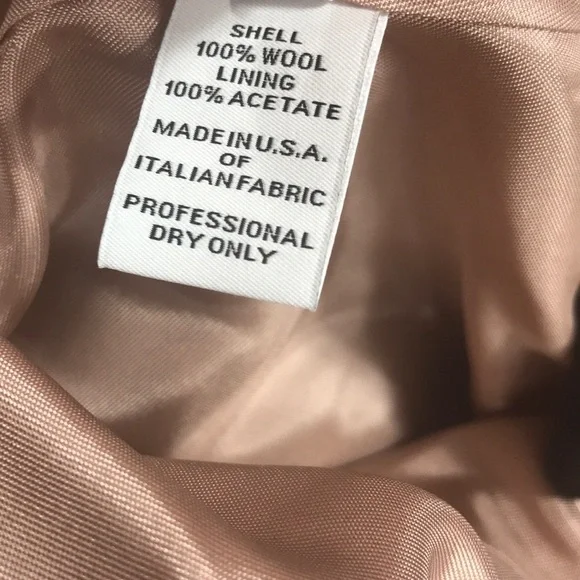 SHELL
100% WOOL
LINING
100% ACETATE
MADE IN U.S.A.
OF
ITALIAN FABRIC
PROFESSIONAL
DRY ONLY